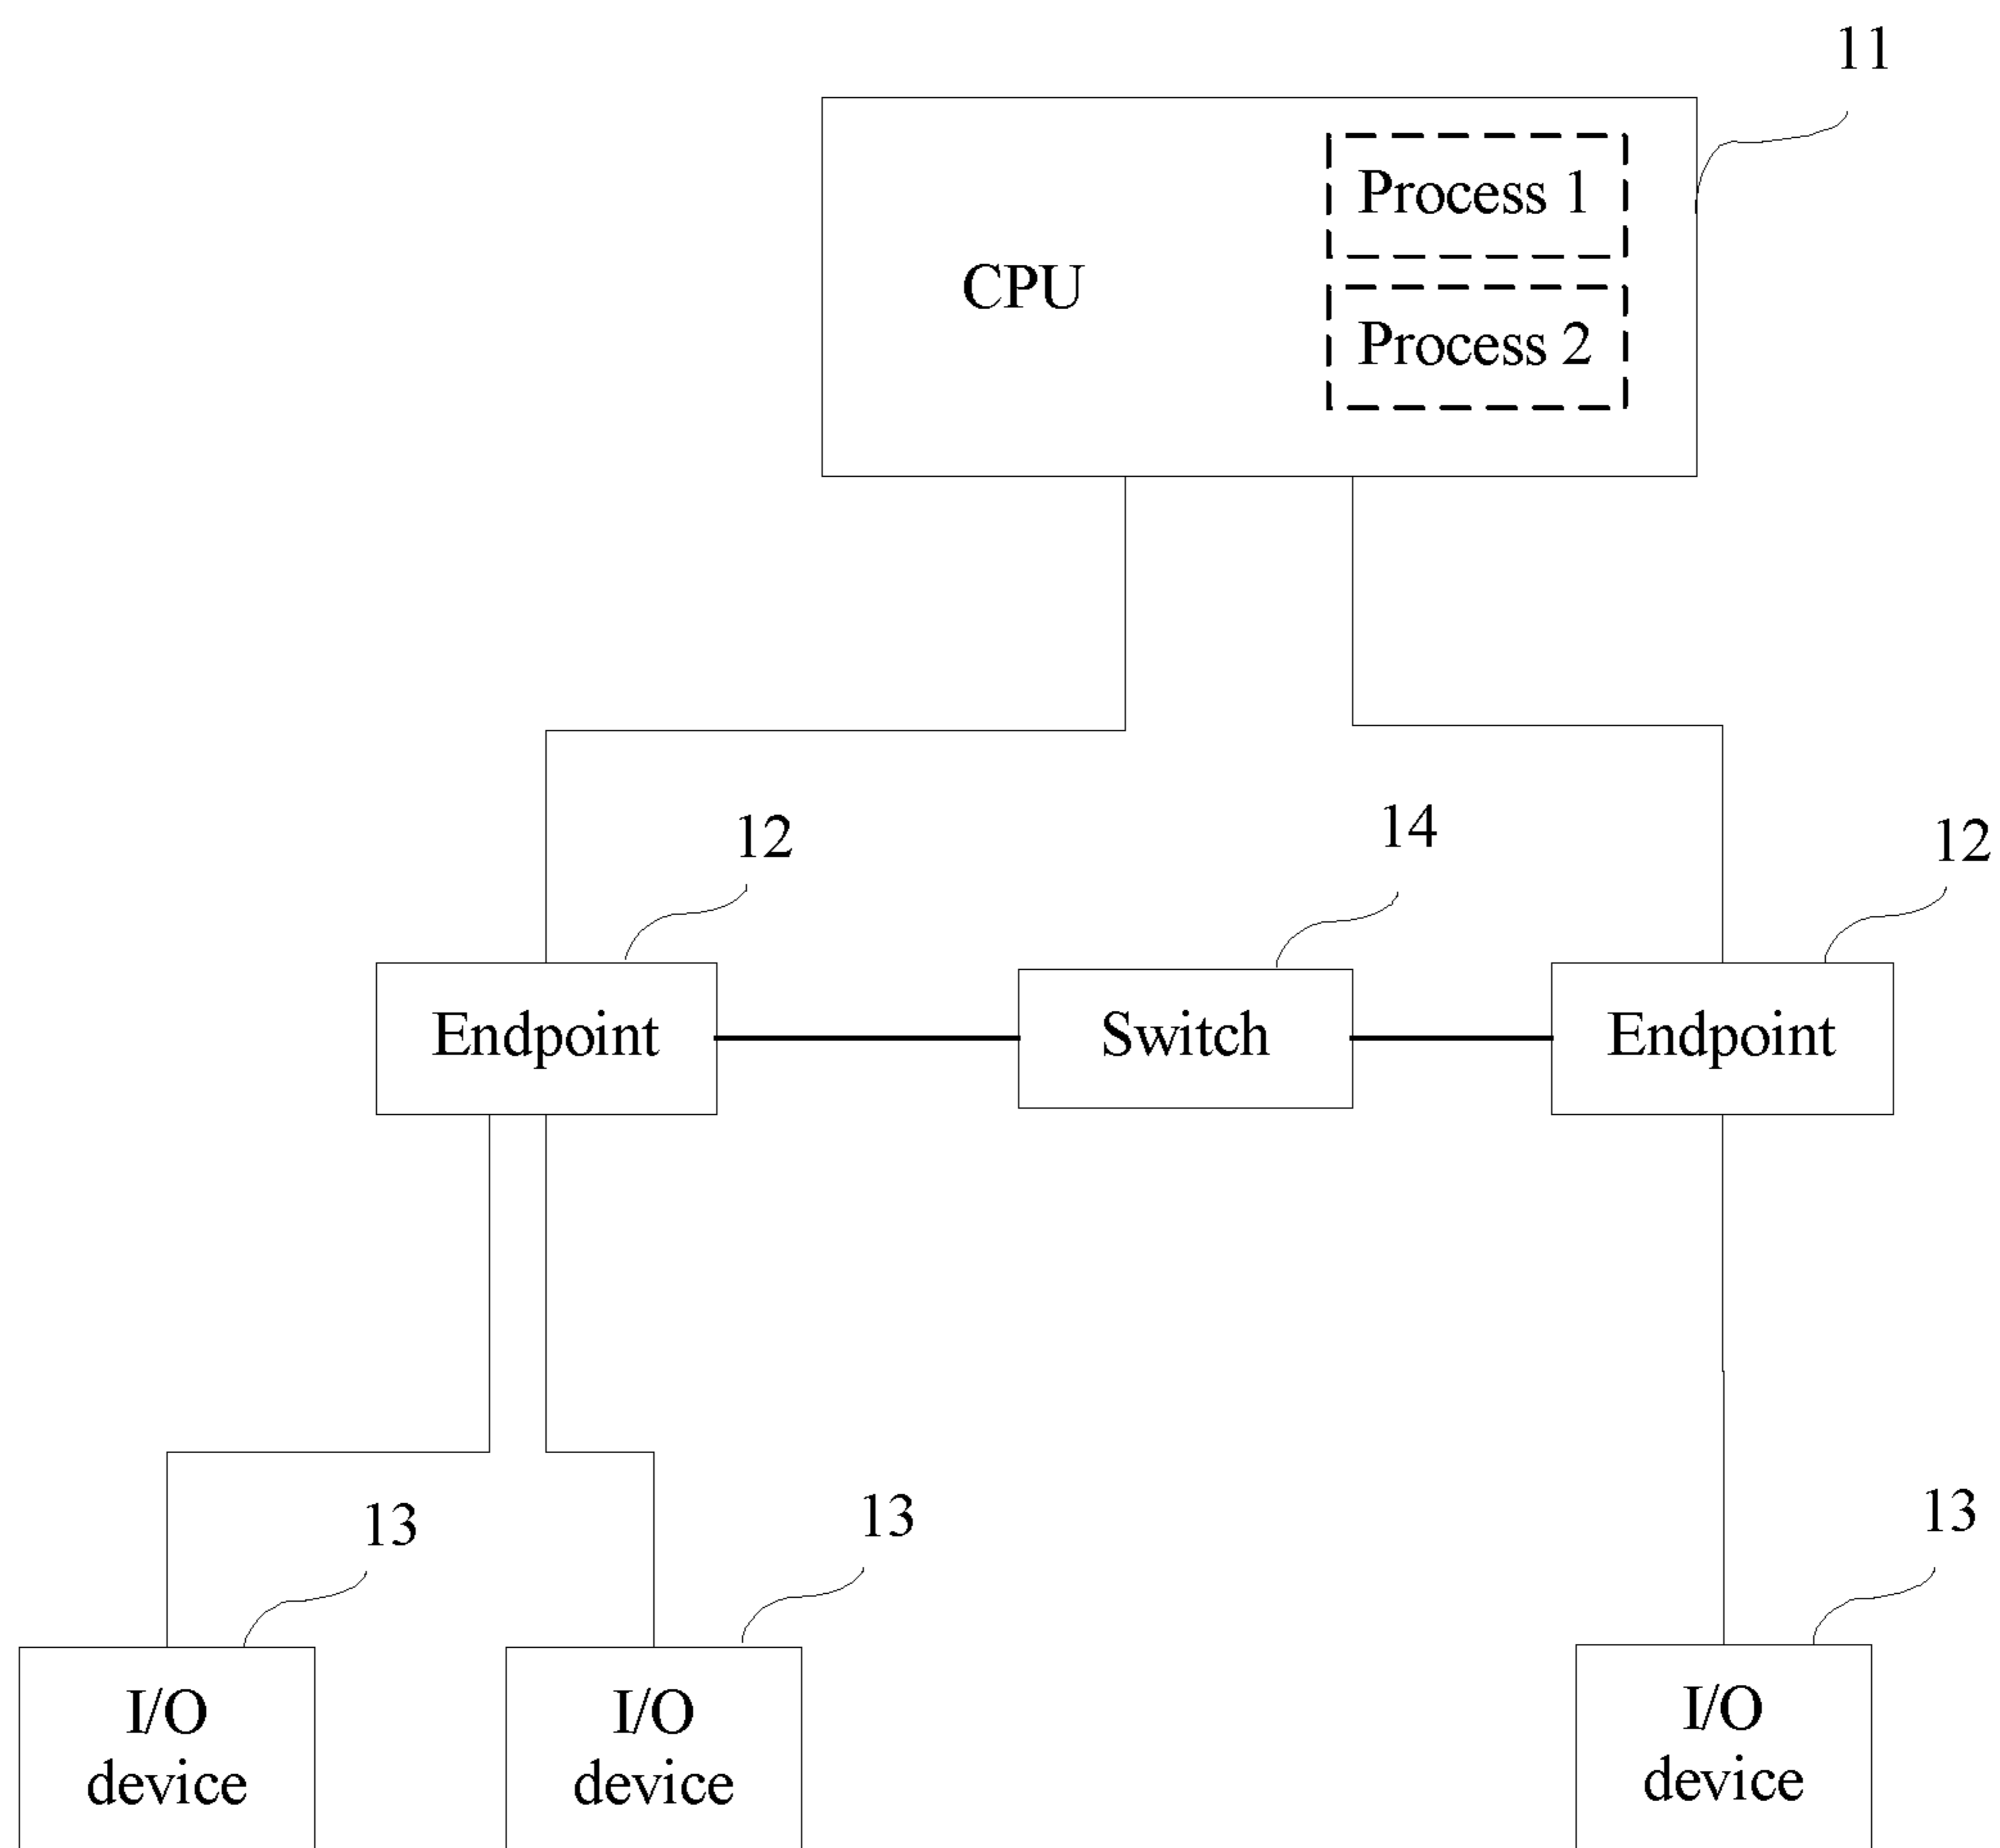 11
Process 1
CPU
Process 2
12
14
12
Endpoint
Switch
Endpoint
13
13
13
I/O
device
I/O
device
I/O
device